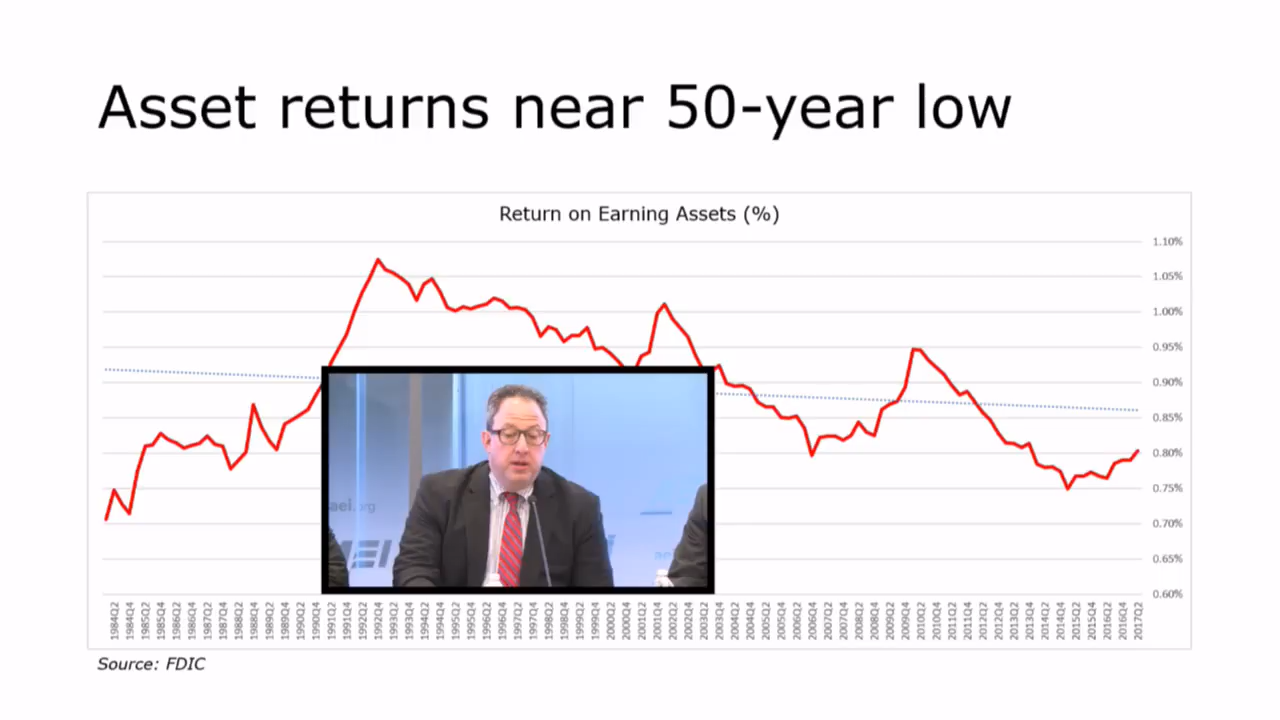 Asset returns near 50-year low
Return on Earning Assets (%)
1.10%
1.05%
1.00%
0.95%
0.90%
0.85%
0.80%
0.75%
0.70%
0.65%
0.60%
aei.org
1984Q2
1984Q4
1985Q2
1985Q4
1986Q2
1986Q4
1987Q2
1987Q4
1988Q2
1988Q4
1989Q2
1989Q4
1990Q2
1990Q4
1991Q2
1991Q4
1992Q2
1992Q4
1993Q2
1993Q4
1994Q2
1994Q4
1995Q2
1995Q4
1996Q2
1996Q4
1997Q2
1997Q4
1998Q2
1998Q4
1999Q2
1999Q4
2000Q2
2000Q4
2001Q2
2001Q4
2002Q2
2002Q4
2003Q2
2003Q4
2004Q2
2004Q4
2005Q2
2005Q4
2006Q2
2006Q4
2007Q2
2007Q4
2008Q2
2008Q4
2009Q2
2009Q4
2010Q2
2010Q4
2011Q2
2011Q4
2012Q2
2012Q4
2013Q2
2013Q4
2014Q2
2014Q4
2015Q2
2015Q4
2016Q2
2016Q4
2017Q2
Source: FDIC